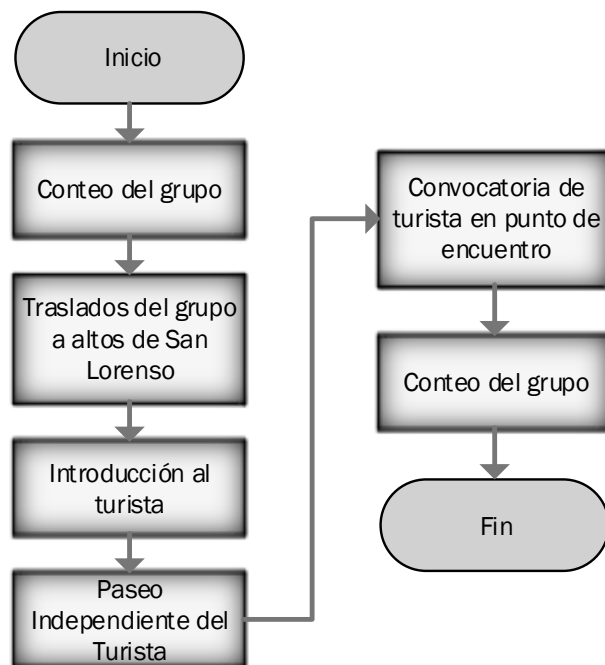 Inicio
Conteo del grupo
Traslados del grupo
a altos de San
Lorenso
Introducción al
turista
Paseo
Independiente del
Turista
Convocatoria de
turista en punto de
encuentro
Conteo del grupo
Fin